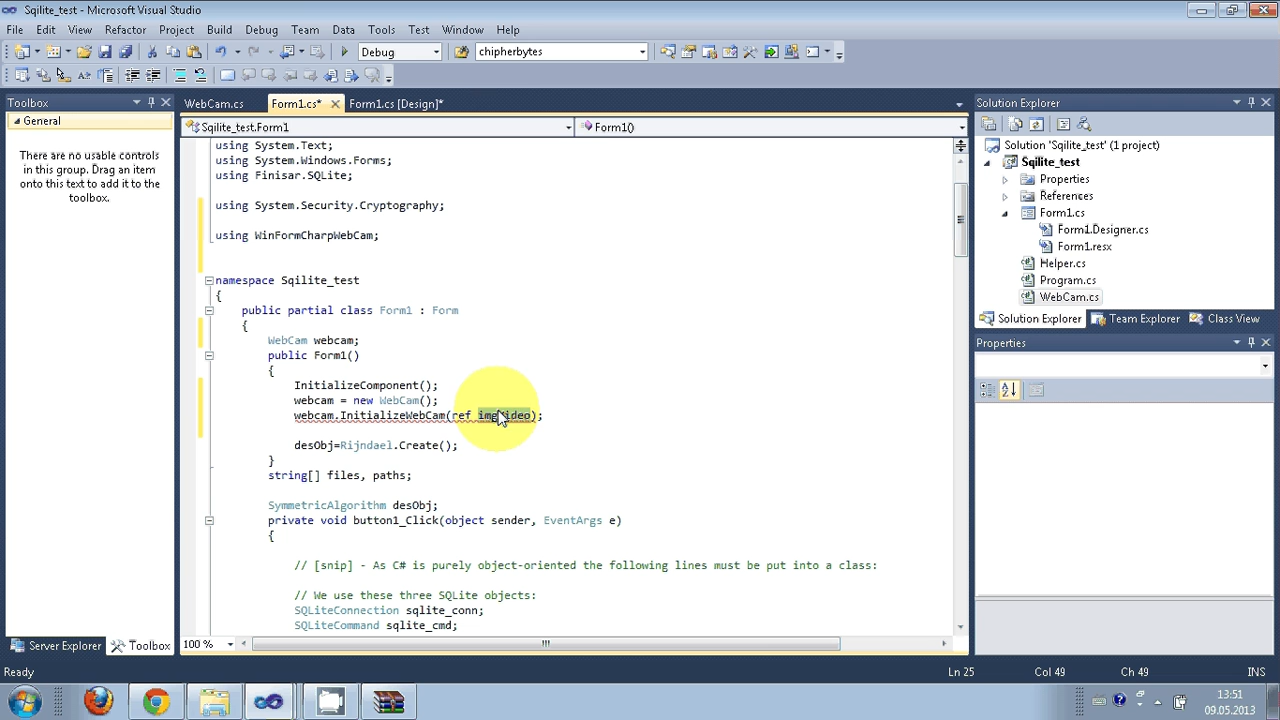 Sqilite_test - Microsoft Visual Studio
File Edit View Refactor Project Build Debug Team Data Tools Test Window Help
Debug chipherbytes
Toolbox
General
There are no usable controls
in this group. Drag an item
onto this text to add it to the
toolbox.
Server Explorer Toolbox
WebCam.cs Form1.cs* Form1.cs [Design]*
Sqilite_test.Form1 Form1()
using System.Text;
using System.Windows.Forms;
using Finisar.SQLite;
using System.Security.Cryptography;
using WinFormCharpWebCam;
namespace Sqilite_test
{
public partial class Form1 : Form
{
WebCam webcam;
public Form1()
{
InitializeComponent();
webcam = new WebCam();
webcam.InitializeWebCam(ref imgVideo);
desObj=Rijndael.Create();
}
string[] files, paths;
SymmetricAlgorithm desObj;
private void button1_Click(object sender, EventArgs e)
{
// [snip] - As C# is purely object-oriented the following lines must be put into a class:
// We use these three SQLite objects:
SQLiteConnection sqlite_conn;
SQLiteCommand sqlite_cmd;
100 %
Solution Explorer
Solution 'Sqilite_test' (1 project)
Sqilite_test
Properties
References
Form1.cs
Form1.Designer.cs
Form1.resx
Helper.cs
Program.cs
WebCam.cs
Solution Explorer Team Explorer Class View
Properties
Ready Ln 25 Col 49 Ch 49 INS
13:51
09.05.2013